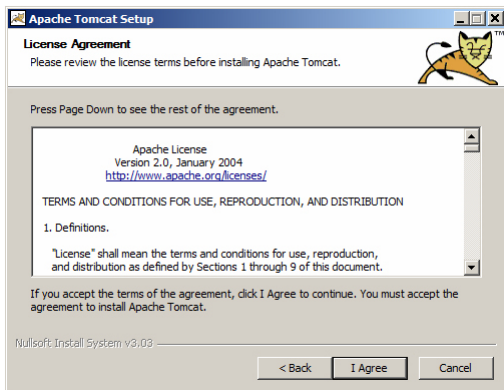 Apache Tomcat Setup
License Agreement
Please review the license terms before installing Apache Tomcat.
TM
Press Page Down to see the rest of the agreement.
Apache License
Version 2.0, January 2004
http://www.apache.org/licenses/
TERMS AND CONDITIONS FOR USE, REPRODUCTION, AND DISTRIBUTION
1. Definitions.
"License" shall mean the terms and conditions for use, reproduction,
and distribution as defined by Sections 1 through 9 of this document.
If you accept the terms of the agreement, click I Agree to continue. You must accept the
agreement to install Apache Tomcat.
Nullsoft Install System v3.03
< Back I Agree Cancel